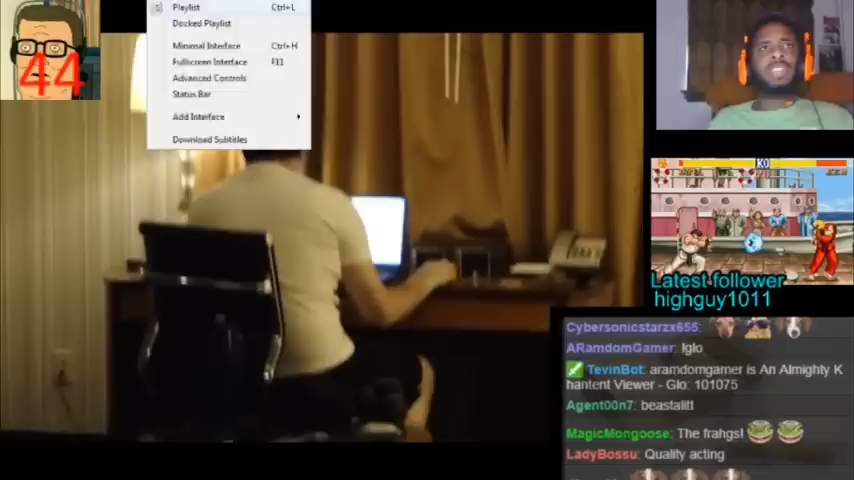 Playlist Ctrl+L
Docked Playlist
Minimal Interface Ctrl+H
Fullscreen Interface F11
Advanced Controls
Status Bar
Add Interface
Download Subtitles
44
KO
Latest follower
highguy1011
Cybersonicstarzx655:
ARamdomGamer: !glo
TevinBot: aramdomgamer is An Almighty K
hantent Viewer - Glo: 101075
Agent00n7: beastalitt
MagicMongoose: The frahgs!
LadyBossu: Quality acting